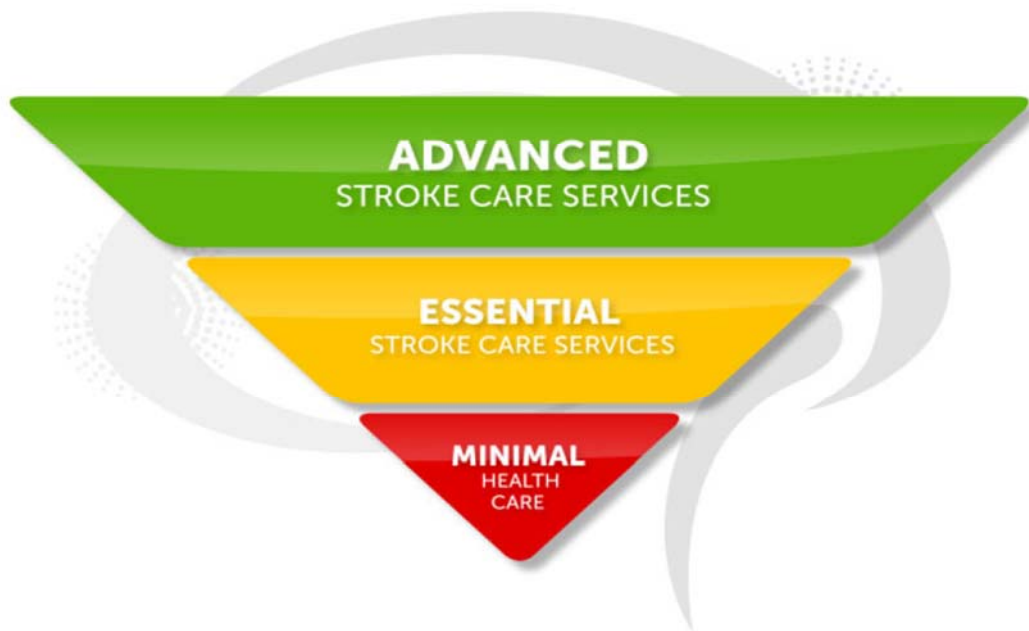 ADVANCED
STROKE CARE SERVICES
ESSENTIAL
STROKE CARE SERVICES
MINIMAL
HEALTH
CARE